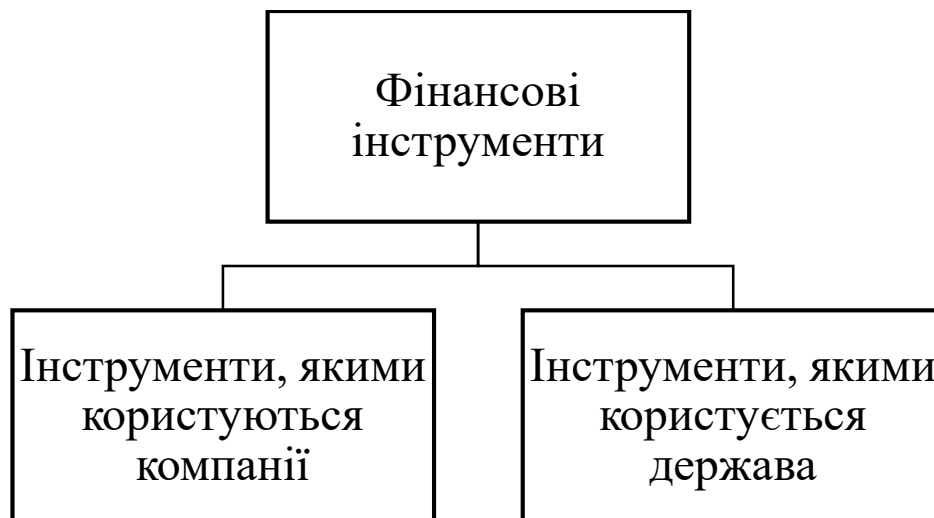 Фінансові
інструменти
Інструменти, якими
користуються
компанії
Інструменти, якими
користується
держава